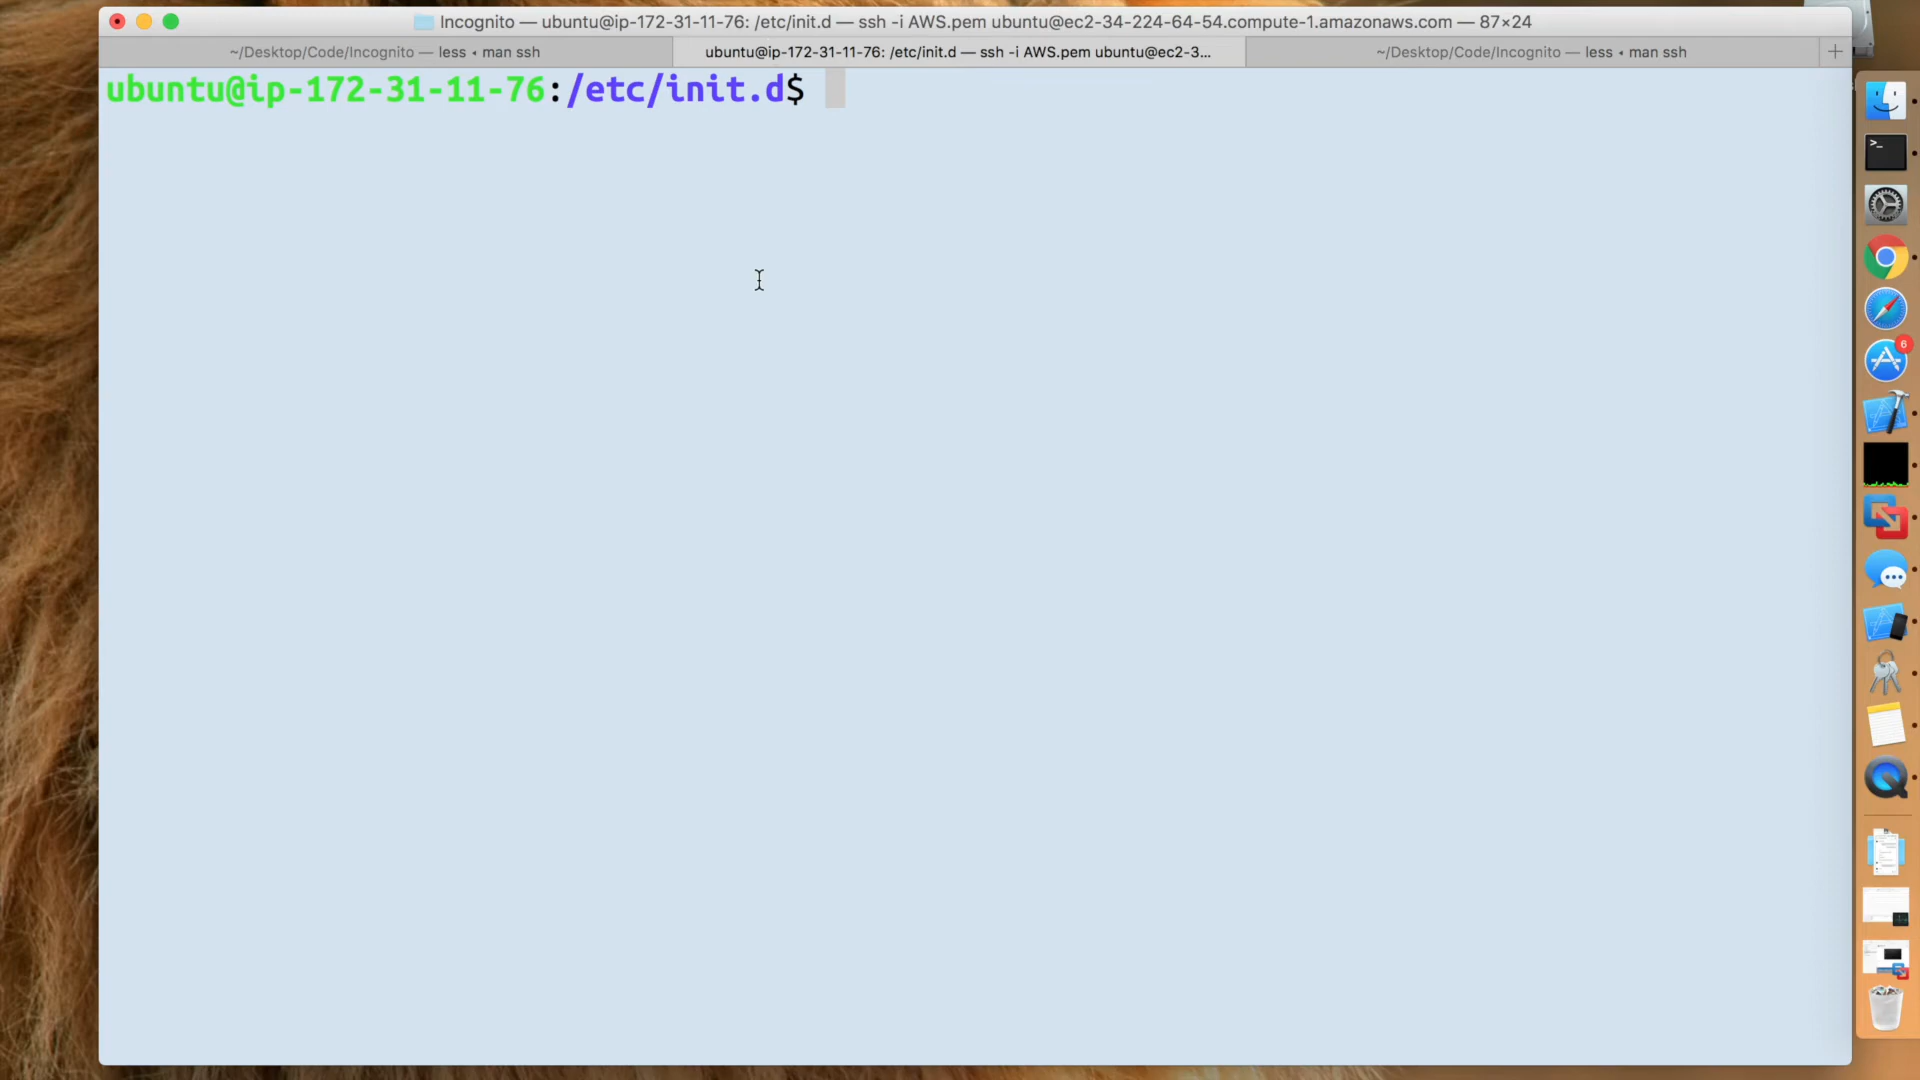 Incognito — ubuntu@ip-172-31-11-76: /etc/init.d — ssh -i AWS.pem ubuntu@ec2-34-224-64-54.compute-1.amazonaws.com — 87×24
~/Desktop/Code/Incognito — less ◂ man ssh
ubuntu@ip-172-31-11-76: /etc/init.d — ssh -i AWS.pem ubuntu@ec2-3...
~/Desktop/Code/Incognito — less ◂ man ssh
ubuntu@ip-172-31-11-76:/etc/init.d$
6